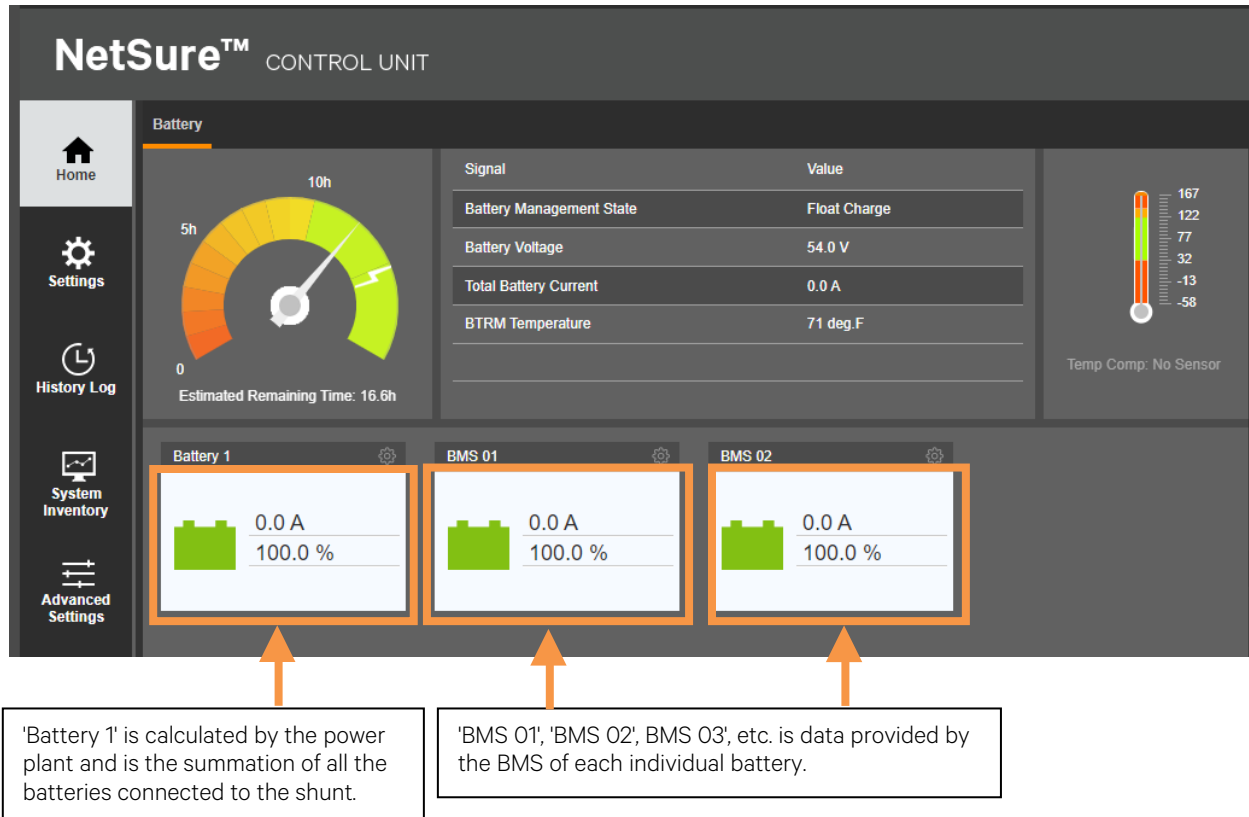 NetSure™ CONTROL UNIT
Home
Settings
History Log
System
Inventory
Advanced
Settings
Battery
10h
5h
0
Estimated Remaining Time: 16.6h
Signal Value
Battery Management State Float Charge
Battery Voltage 54.0 V
Total Battery Current 0.0 A
BTRM Temperature 71 deg.F
167
122
77
32
-13
-58
Temp Comp: No Sensor
Battery 1
0.0 A
100.0 %
BMS 01
0.0 A
100.0 %
BMS 02
0.0 A
100.0 %
'Battery 1' is calculated by the power
plant and is the summation of all the
batteries connected to the shunt.
'BMS 01', 'BMS 02', BMS 03', etc. is data provided by
the BMS of each individual battery.